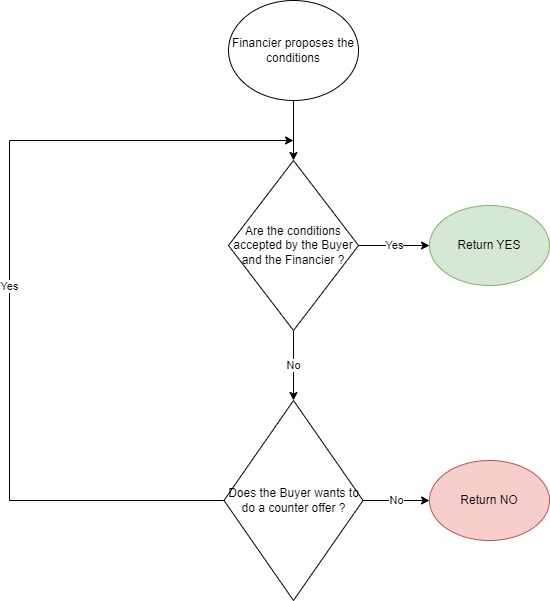 Financier proposes the
conditions
Are the conditions
accepted by the Buyer
and the Financier ?
Yes
Return YES
Yes
No
Does the Buyer wants to
do a counter offer ?
No
Return NO